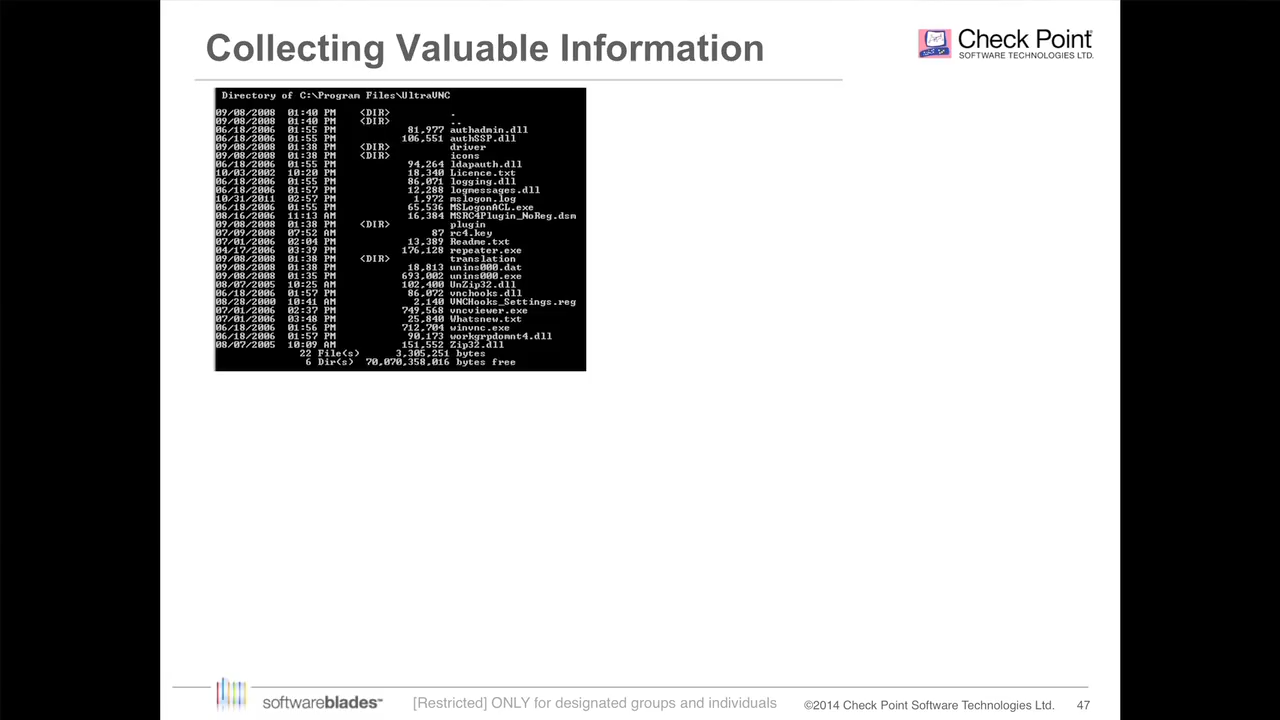 Collecting Valuable Information
Check Point
SOFTWARE TECHNOLOGIES LTD.
Directory of C:\Program Files\UltraVNC
09/08/2008 01:40 PM <DIR> .
09/08/2008 01:40 PM <DIR> ..
06/18/2006 01:55 PM 81,977 authadmin.dll
06/18/2006 01:55 PM 106,551 authSSP.dll
09/08/2008 01:38 PM <DIR> driver
09/08/2008 01:38 PM <DIR> icons
06/18/2006 01:55 PM 94,264 ldapauth.dll
10/03/2002 10:20 PM 18,340 Licence.txt
06/18/2006 01:55 PM 86,071 logging.dll
06/18/2006 01:57 PM 12,288 logmessages.dll
10/31/2011 02:57 PM 1,972 mslogon.log
06/18/2006 01:55 PM 65,536 MSLogonACL.exe
08/16/2006 11:13 AM 16,384 MSRC4Plugin_NoReg.dsm
09/08/2008 01:38 PM <DIR> plugin
07/09/2008 07:52 AM 87 rc4.key
07/01/2006 02:04 PM 13,389 Readme.txt
04/17/2006 03:39 PM 176,128 repeater.exe
09/08/2008 01:38 PM <DIR> translation
09/08/2008 01:38 PM 18,813 unins000.dat
09/08/2008 01:35 PM 693,002 unins000.exe
08/07/2005 10:25 AM 102,400 UnZip32.dll
06/18/2006 01:57 PM 86,072 vnchooks.dll
08/28/2000 10:41 AM 2,140 VNCHooks_Settings.reg
07/01/2006 02:37 PM 749,568 vncviewer.exe
07/01/2006 03:48 PM 25,840 Whatsnew.txt
06/18/2006 01:56 PM 712,704 winvnc.exe
06/18/2006 01:57 PM 90,173 workgrpdomnt4.dll
08/07/2005 10:09 AM 151,552 Zip32.dll
22 File(s) 3,305,251 bytes
6 Dir(s) 70,070,358,016 bytes free
softwareblades™
[Restricted] ONLY for designated groups and individuals
©2014 Check Point Software Technologies Ltd.
47